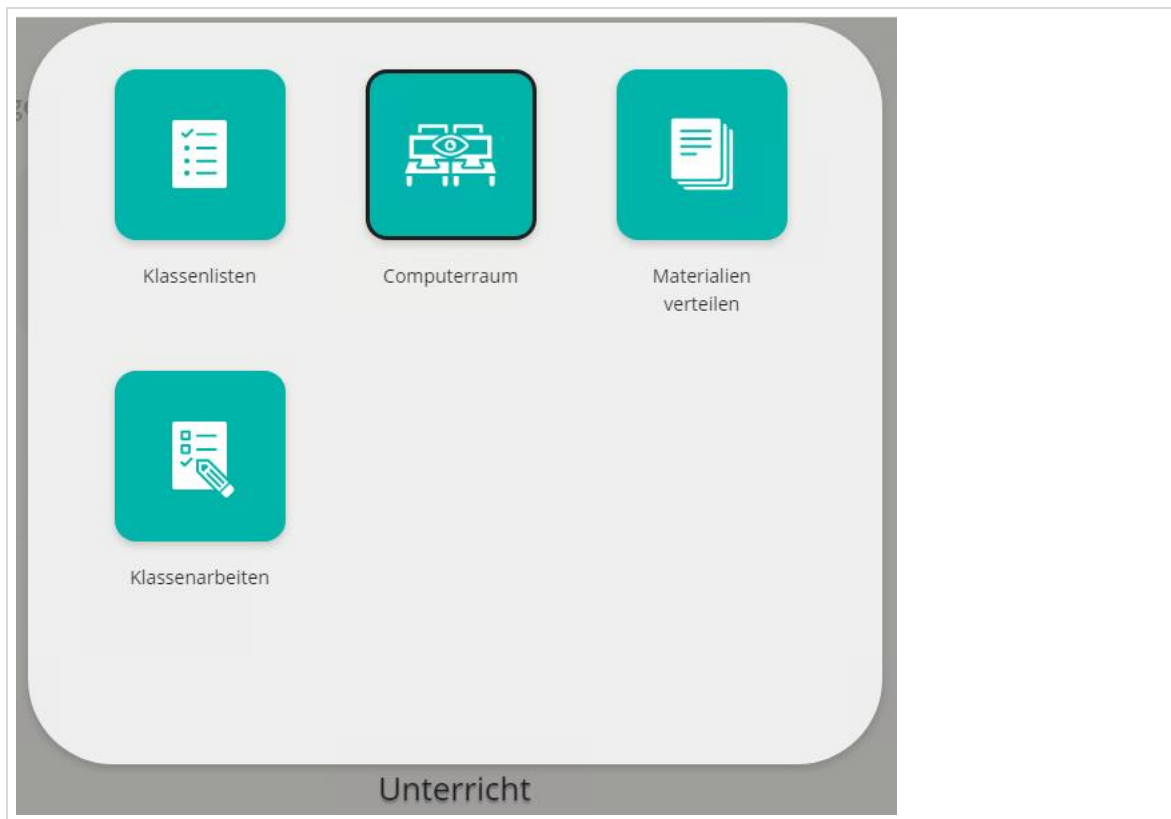 Klassenlisten
Computerraum
Materialien
verteilen
Klassenarbeiten
Unterricht